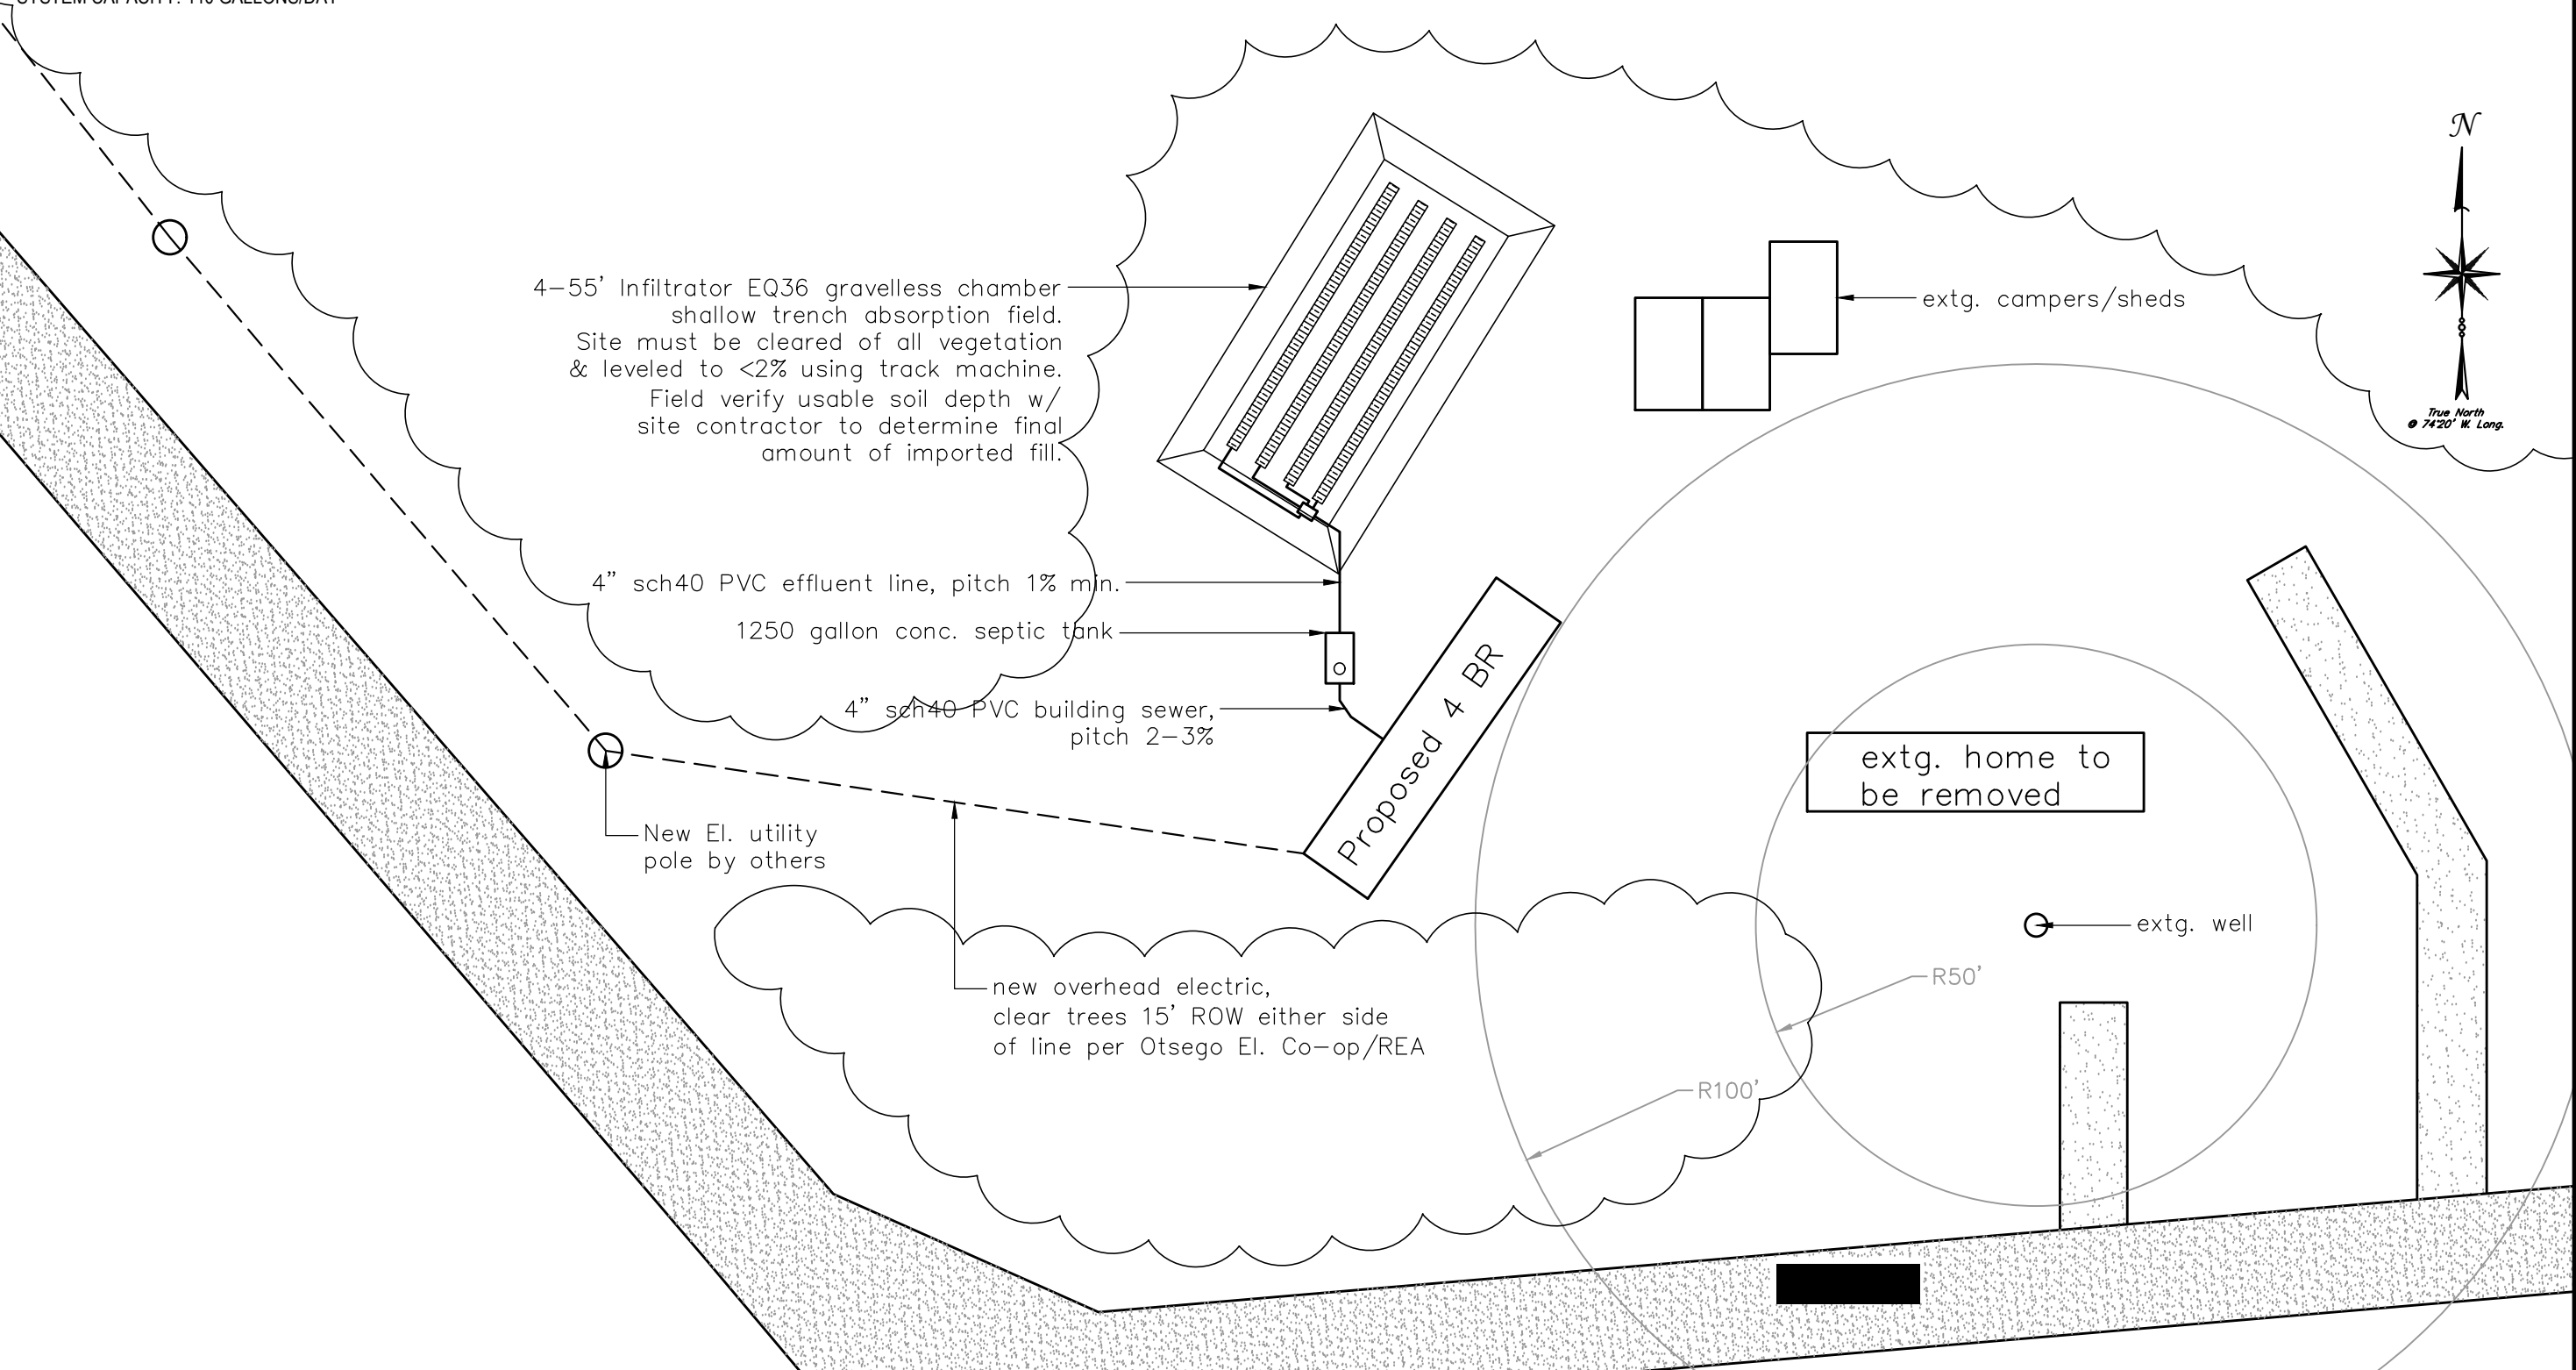 SYSTEM CAPACITY: 440 GALLONS/DAY
N
True North
@ 74°20' W. Long.
4-55' Infiltrator EQ36 gravelless chamber
shallow trench absorption field.
Site must be cleared of all vegetation
& leveled to <2% using track machine.
Field verify usable soil depth w/
site contractor to determine final
amount of imported fill.
extg. campers/sheds
4" sch40 PVC effluent line, pitch 1% min.
1250 gallon conc. septic tank
4" sch40 PVC building sewer,
pitch 2-3%
Proposed 4 BR
extg. home to
be removed
New El. utility
pole by others
extg. well
new overhead electric,
clear trees 15' ROW either side
of line per Otsego El. Co-op/REA
R50'
R100'